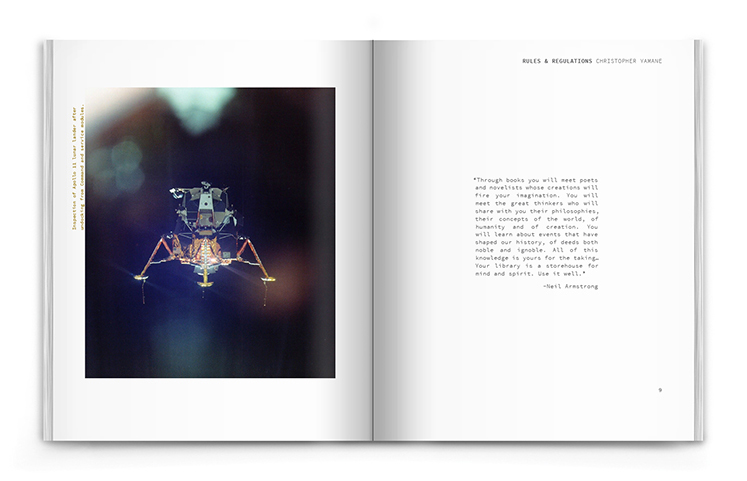 Inspection of Apollo 11 lunar lander after
undocking from Command and service modules.
RULES & REGULATIONS CHRISTOPHER YAMANE
"Through books you will meet poets
and novelists whose creations will
fire your imagination. You will
meet the great thinkers who will
share with you their philosophies,
their concepts of the world, of
humanity and of creation. You
will learn about events that have
shaped our history, of deeds both
noble and ignoble. All of this
knowledge is yours for the taking…
Your library is a storehouse for
mind and spirit. Use it well."
-Neil Armstrong
9